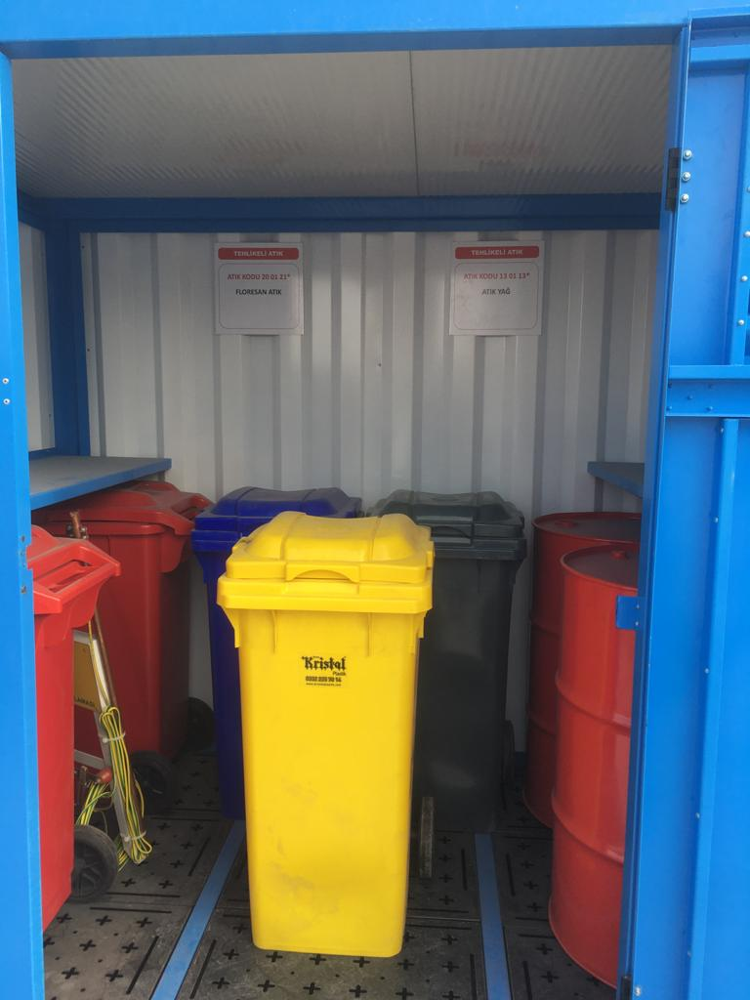 TEHLİKELİ ATIK
ATIK KODU 20 01 21*
FLORESAN ATIK
TEHLİKELİ ATIK
ATIK KODU 13 01 13*
ATIK YAĞ
Kristal
Plastik